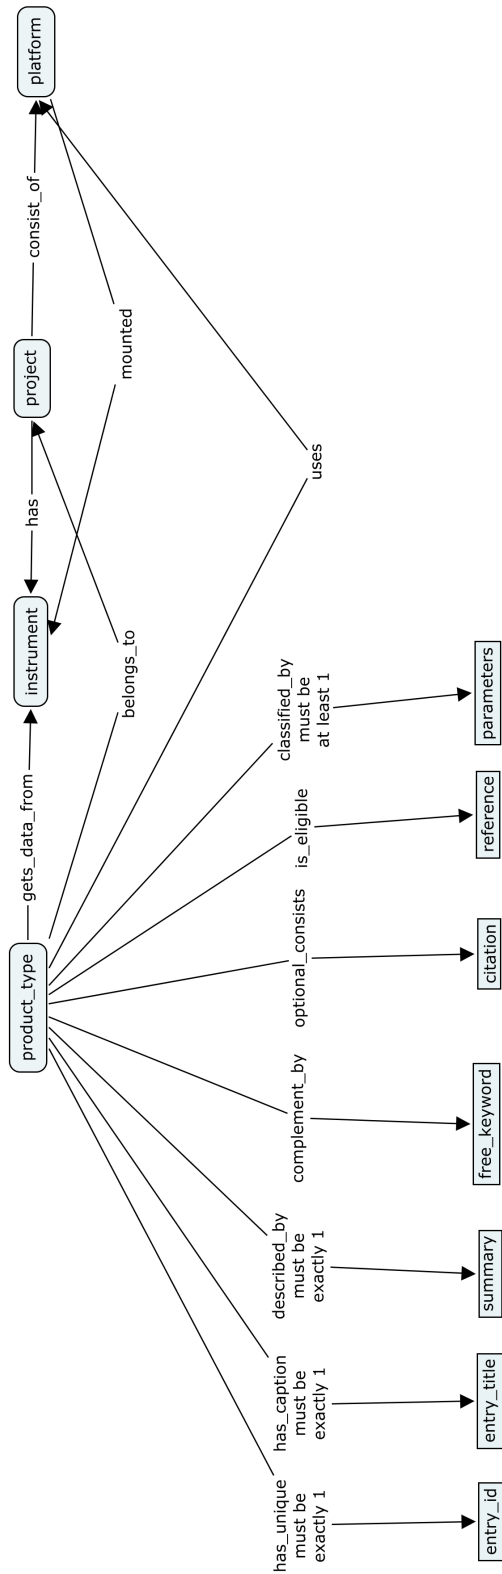 product_type
gets_data_from
instrument
has
project
consist_of
platform
belongs_to
mounted
uses
has_unique
must be
exactly 1
has_caption
must be
exactly 1
described_by
must be
exactly 1
complement_by
optional_consists
is_eligible
classified_by
must be
at least 1
entry_id
entry_title
summary
free_keyword
citation
reference
parameters